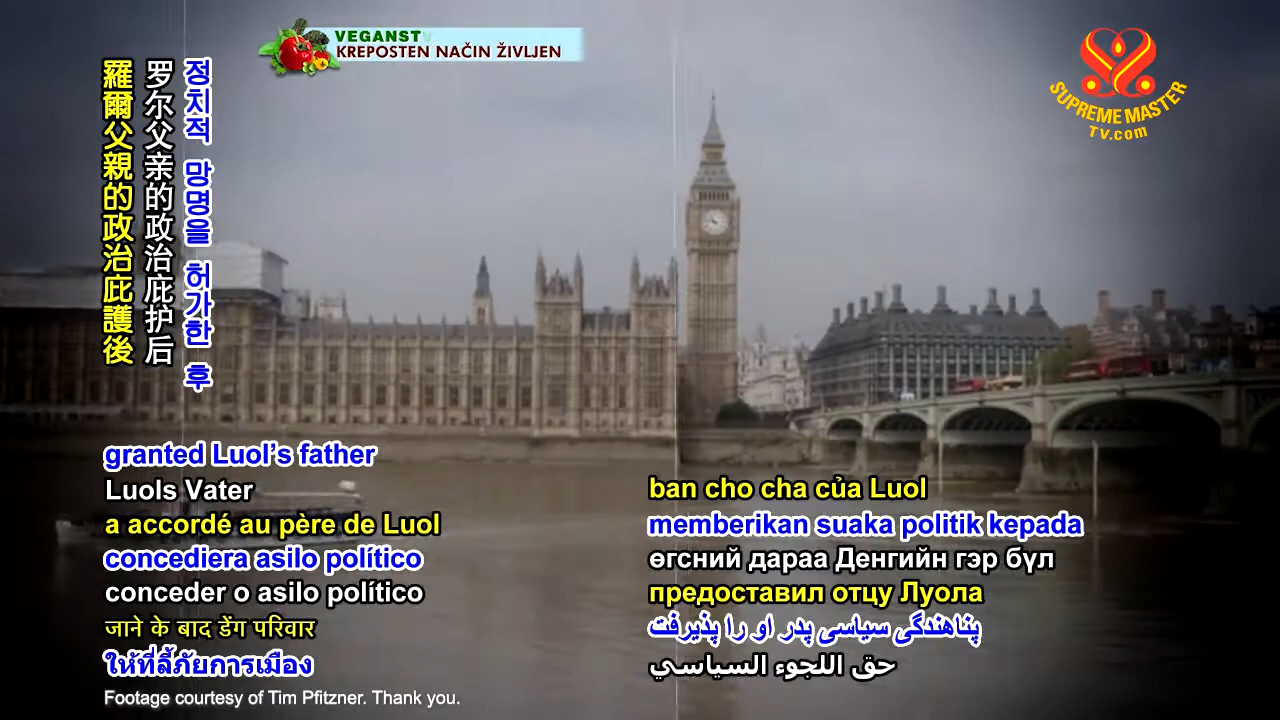 VEGANST
KREPOSTEN NAČIN ŽIVLJEN
SUPREME MASTER
TV.com
정치적 망명을 허가한 후
罗尔父亲的政治庇护后
羅爾父親的政治庇護後
granted Luol's father
Luols Vater
a accordé au père de Luol
concediera asilo político
conceder o asilo político
जाने के बाद डेंग परिवार
ให้ที่ลี้ภัยการเมือง
ban cho cha của Luol
memberikan suaka politik kepada
өгсний дараа Денгийн гэр бүл
предоставил отцу Луола
پناهندگی سیاسی پدر او را پذیرفت
حق اللجوء السياسي
Footage courtesy of Tim Pfitzner. Thank you.